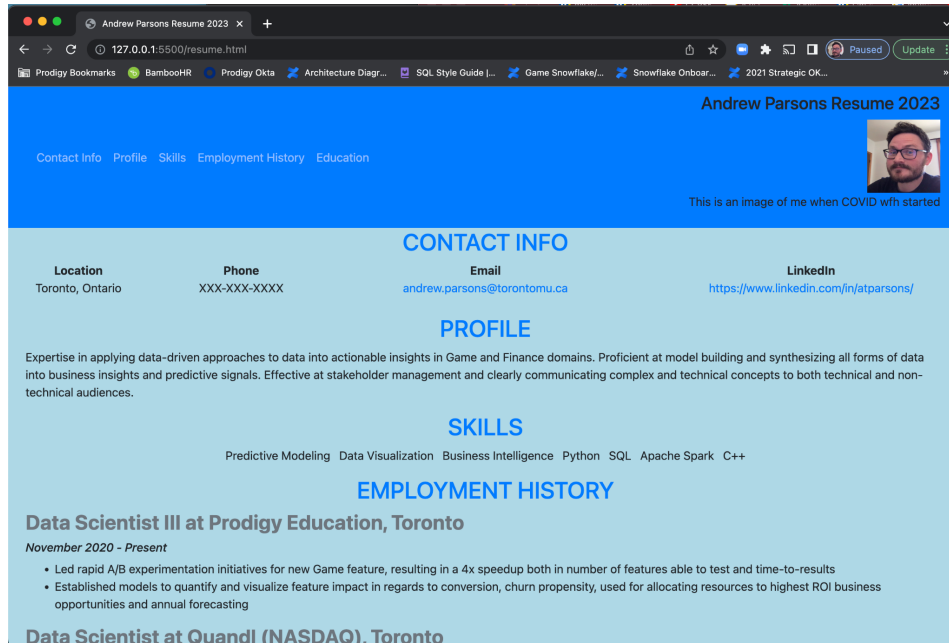 Andrew Parsons Resume 2023
127.0.0.1:5500/resume.html
Paused
Update
Prodigy Bookmarks
BambooHR
Prodigy Okta
Architecture Diagr...
SQL Style Guide |...
Game Snowflake/...
Snowflake Onboar...
2021 Strategic OK...
Andrew Parsons Resume 2023
Contact Info Profile Skills Employment History Education
This is an image of me when COVID wfh started
CONTACT INFO
Location Phone Email LinkedIn
Toronto, Ontario XXX-XXX-XXXX andrew.parsons@torontomu.ca https://www.linkedin.com/in/atparsons/
PROFILE
Expertise in applying data-driven approaches to data into actionable insights in Game and Finance domains. Proficient at model building and synthesizing all forms of data
into business insights and predictive signals. Effective at stakeholder management and clearly communicating complex and technical concepts to both technical and non-
technical audiences.
SKILLS
Predictive Modeling Data Visualization Business Intelligence Python SQL Apache Spark C++
EMPLOYMENT HISTORY
Data Scientist III at Prodigy Education, Toronto
November 2020 - Present
• Led rapid A/B experimentation initiatives for new Game feature, resulting in a 4x speedup both in number of features able to test and time-to-results
• Established models to quantify and visualize feature impact in regards to conversion, churn propensity, used for allocating resources to highest ROI business
opportunities and annual forecasting
Data Scientist at Quandl (NASDAQ), Toronto